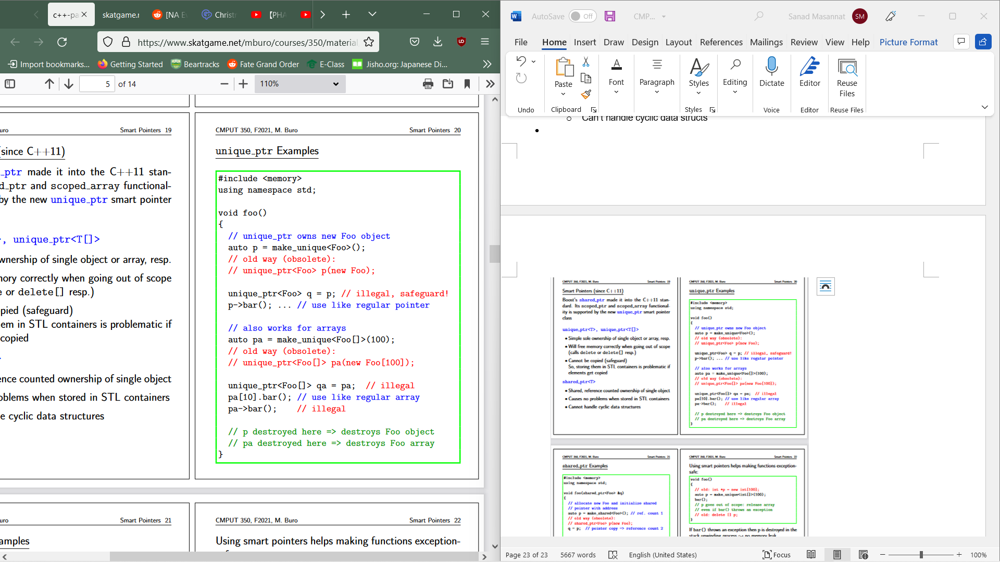 c++-pa
skatgame.r
[NA E
Christ
[PHA
https://www.skatgame.net/mburo/courses/350/material
Import bookmarks...
Getting Started
Beartracks
Fate Grand Order
E-Class
Jisho.org: Japanese Di...
5 of 14
110%
uro
Smart Pointers 19
(since C++11)
_ptr made it into the C++11 stan-
d_ptr and scoped_array functional-
by the new unique_ptr smart pointer
>, unique_ptr<T[]>
wnership of single object or array, resp.
mory correctly when going out of scope
e or delete[] resp.)
opied (safeguard)
em in STL containers is problematic if
copied
ence counted ownership of single object
oblems when stored in STL containers
e cyclic data structures
CMPUT 350, F2021, M. Buro
Smart Pointers 20
unique_ptr Examples
#include <memory>
using namespace std;
void foo()
{
// unique_ptr owns new Foo object
auto p = make_unique<Foo>();
// old way (obsolete):
// unique_ptr<Foo> p(new Foo);
unique_ptr<Foo> q = p; // illegal, safeguard!
p->bar(); ... // use like regular pointer
// also works for arrays
auto pa = make_unique<Foo[]>(100);
// old way (obsolete):
// unique_ptr<Foo[]> pa(new Foo[100]);
unique_ptr<Foo[]> qa = pa; // illegal
pa[10].bar(); // use like regular array
pa->bar(); // illegal
// p destroyed here => destroys Foo object
// pa destroyed here => destroys Foo array
}
uro
Smart Pointers 21
amples
CMPUT 350, F2021, M. Buro
Smart Pointers 22
Using smart pointers helps making functions exception-
AutoSave Off
CMP...
Sanad Masannat
SM
File Home Insert Draw Design Layout References Mailings Review View Help Picture Format
Paste
Font
Paragraph
Styles
Editing
Dictate
Editor
Reuse Files
Undo
Clipboard
Styles
Voice
Editor
Reuse Files
Can't handle cyclic data structs
CMPUT 350, F2021, M. Buro
Smart Pointers 19
Smart Pointers (since C++11)
Boost's shared_ptr made it into the C++11 stan-
dard. Its scoped_ptr and scoped_array functional-
ity is supported by the new unique_ptr smart pointer
class
unique_ptr<T>, unique_ptr<T[]>
• Simple sole ownership of single object or array, resp.
• Will free memory correctly when going out of scope
(calls delete or delete[] resp.)
• Cannot be copied (safeguard)
So, storing them in STL containers is problematic if
elements get copied
shared_ptr<T>
• Shared, reference counted ownership of single object
• Causes no problems when stored in STL containers
• Cannot handle cyclic data structures
CMPUT 350, F2021, M. Buro
Smart Pointers 20
unique_ptr Examples
#include <memory>
using namespace std;
void foo()
{
// unique_ptr owns new Foo object
auto p = make_unique<Foo>();
// old way (obsolete):
// unique_ptr<Foo> p(new Foo);
unique_ptr<Foo> q = p; // illegal, safeguard!
p->bar(); ... // use like regular pointer
// also works for arrays
auto pa = make_unique<Foo[]>(100);
// old way (obsolete):
// unique_ptr<Foo[]> pa(new Foo[100]);
unique_ptr<Foo[]> qa = pa; // illegal
pa[10].bar(); // use like regular array
pa->bar(); // illegal
// p destroyed here => destroys Foo object
// pa destroyed here => destroys Foo array
}
CMPUT 350, F2021, M. Buro
Smart Pointers 21
shared_ptr Examples
#include <memory>
using namespace std;
void foo(shared_ptr<Foo> &q)
{
// allocate new Foo and initialize shared
// pointer with address
auto p = make_shared<Foo>(); // ref. count 1
// old way (obsolete):
// shared_ptr<Foo> p(new Foo);
q = p; // pointer copy => reference count 2
CMPUT 350, F2021, M. Buro
Smart Pointers 22
Using smart pointers helps making functions exception-
safe:
void foo()
{
// old: int *p = new int[100];
auto p = make_unique<int[]>(100);
bar();
// p goes out of scope: release array
// even if bar() throws an exception
// old: delete [] p;
}
If bar() throws an exception then p is destroyed in the
stack unwinding process ⇝ no memory leak
Page 23 of 23
5667 words
English (United States)
Focus
100%